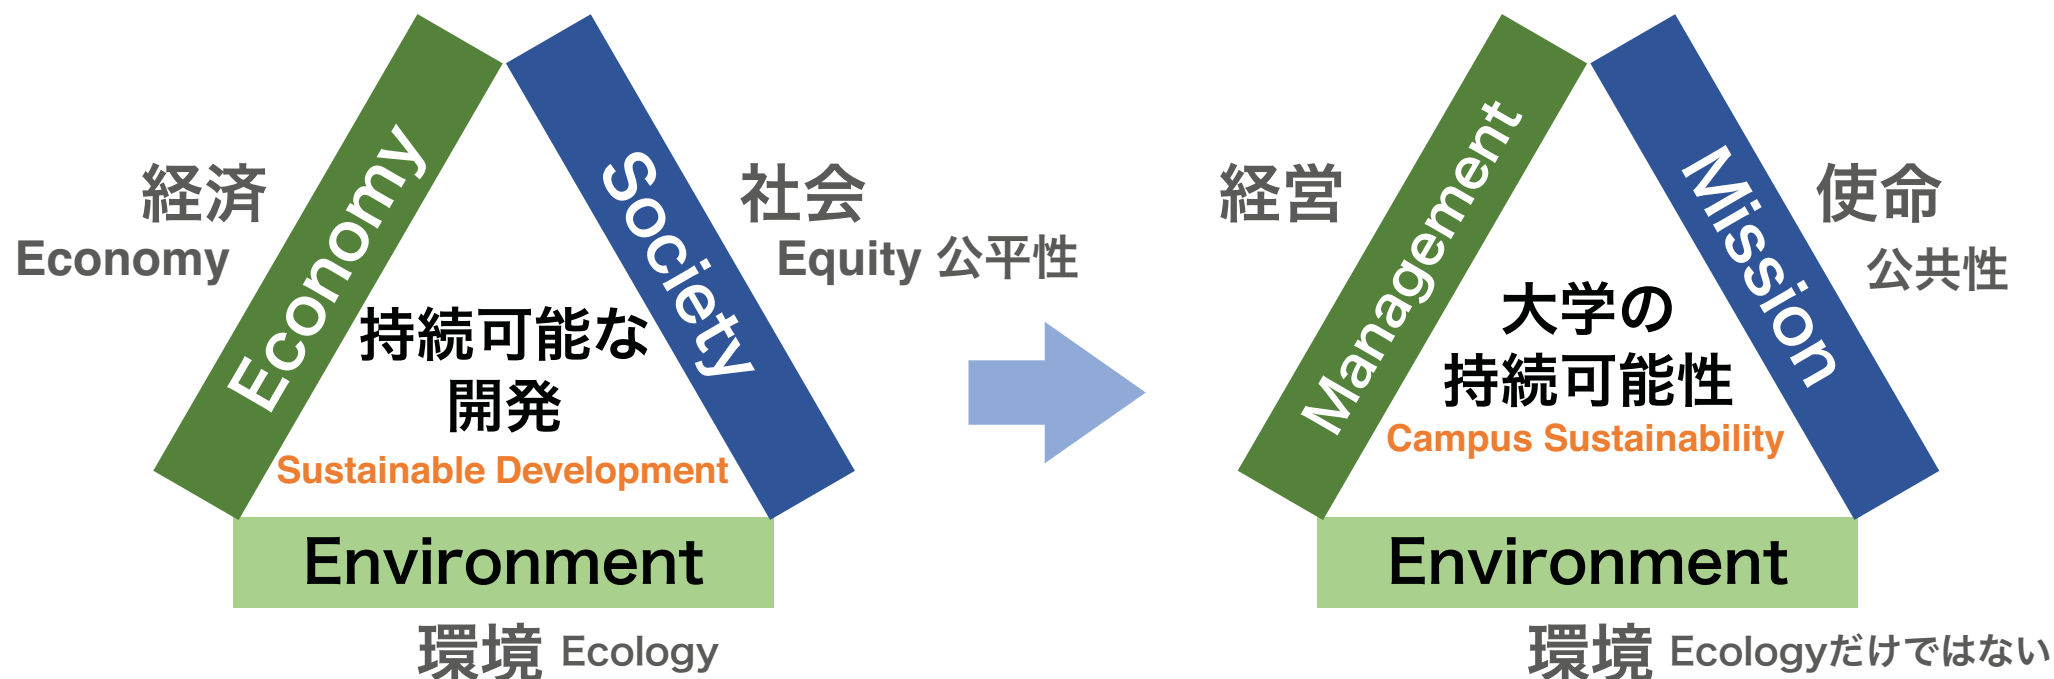 経済
Economy
Economy
社会
Equity 公平性
Society
持続可能な
開発
Sustainable Development
Environment
環境 Ecology
経営
Management
使命
公共性
Mission
大学の
持続可能性
Campus Sustainability
Environment
環境 Ecologyだけではない